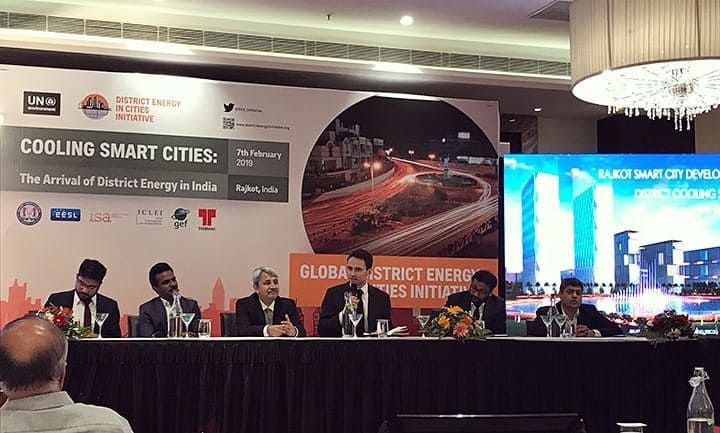 UN
environment
DISTRICT ENERGY
IN CITIES
INITIATIVE
COOLING SMART CITIES:
7th February
2019
The Arrival of District Energy in India
Rajkot, India
EESL
isa
ICLEI
gef
GLOBAL DISTRICT ENERGY
CITIES INITIATIVE
RAJKOT SMART CITY DEVELO
DISTRICT COOLING